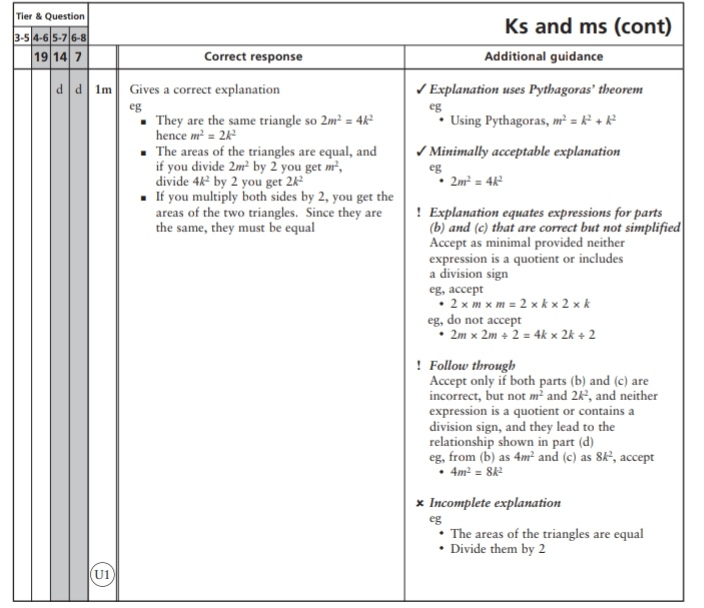 Tier & Question
Ks and ms (cont)
3-5 4-6 5-7 6-8
19 14 7
Correct response
Additional guidance
d d 1m
Gives a correct explanation
eg
▪ They are the same triangle so 2m² = 4k²
hence m² = 2k²
▪ The areas of the triangles are equal, and
if you divide 2m² by 2 you get m²,
divide 4k² by 2 you get 2k²
▪ If you multiply both sides by 2, you get the
areas of the two triangles. Since they are
the same, they must be equal
✓ Explanation uses Pythagoras' theorem
eg
• Using Pythagoras, m² = k² + k²
✓ Minimally acceptable explanation
eg
• 2m² = 4k²
! Explanation equates expressions for parts
(b) and (c) that are correct but not simplified
Accept as minimal provided neither
expression is a quotient or includes
a division sign
eg, accept
• 2 × m × m = 2 × k × 2 × k
eg, do not accept
• 2m × 2m ÷ 2 = 4k × 2k ÷ 2
! Follow through
Accept only if both parts (b) and (c) are
incorrect, but not m² and 2k², and neither
expression is a quotient or contains a
division sign, and they lead to the
relationship shown in part (d)
eg, from (b) as 4m² and (c) as 8k², accept
• 4m² = 8k²
× Incomplete explanation
eg
• The areas of the triangles are equal
• Divide them by 2
U1